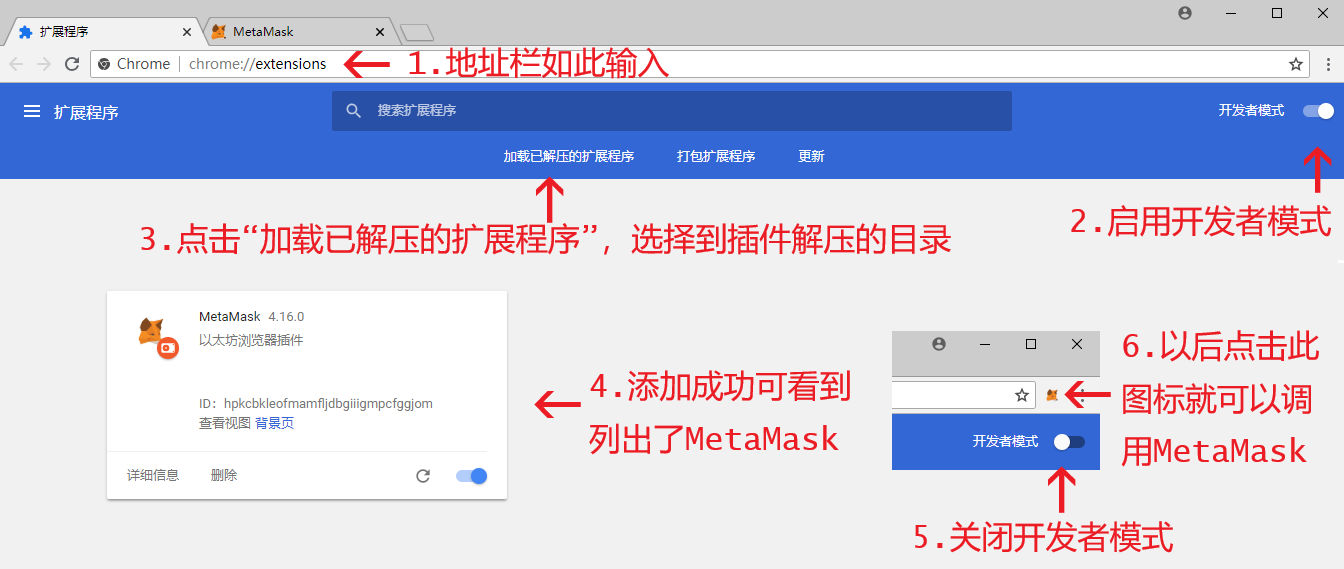 扩展程序
MetaMask
Chrome
chrome://extensions
1.地址栏如此输入
扩展程序
搜索扩展程序
开发者模式
加载已解压的扩展程序
打包扩展程序
更新
2.启用开发者模式
3.点击“加载已解压的扩展程序”，选择到插件解压的目录
MetaMask 4.16.0
以太坊浏览器插件
ID：hpkcbkleofmamfljdbgiiigmpcfggjom
查看视图 背景页
详细信息
删除
4.添加成功可看到
列出了MetaMask
开发者模式
5.关闭开发者模式
6.以后点击此
图标就可以调
用MetaMask